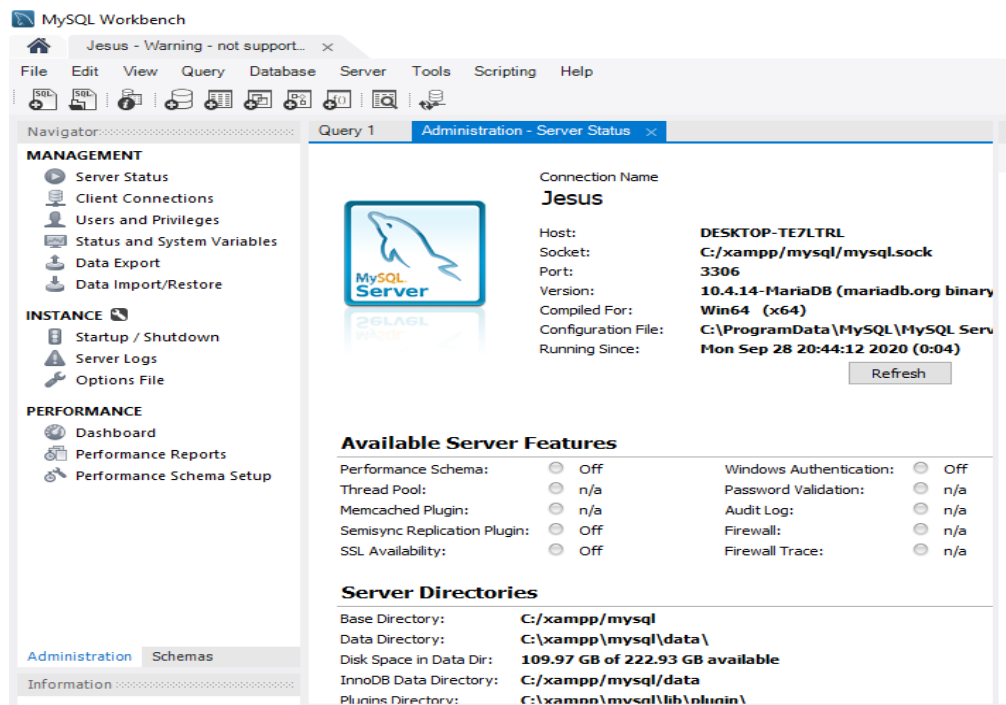 MySQL Workbench
Jesus - Warning - not support...
File Edit View Query Database Server Tools Scripting Help
Navigator
MANAGEMENT
Server Status
Client Connections
Users and Privileges
Status and System Variables
Data Export
Data Import/Restore
INSTANCE
Startup / Shutdown
Server Logs
Options File
PERFORMANCE
Dashboard
Performance Reports
Performance Schema Setup
Administration Schemas
Information
Query 1 Administration - Server Status
MySQL
Server
Connection Name
Jesus
Host: DESKTOP-TE7LTRL
Socket: C:/xampp/mysql/mysql.sock
Port: 3306
Version: 10.4.14-MariaDB (mariadb.org binary
Compiled For: Win64 (x64)
Configuration File: C:\ProgramData\MySQL\MySQL Serv
Running Since: Mon Sep 28 20:44:12 2020 (0:04)
Refresh
Available Server Features
Performance Schema: Off Windows Authentication: Off
Thread Pool: n/a Password Validation: n/a
Memcached Plugin: n/a Audit Log: n/a
Semisync Replication Plugin: Off Firewall: n/a
SSL Availability: Off Firewall Trace: n/a
Server Directories
Base Directory: C:/xampp/mysql
Data Directory: C:\xampp\mysql\data\
Disk Space in Data Dir: 109.97 GB of 222.93 GB available
InnoDB Data Directory: C:/xampp/mysql/data
Plugins Directory: C:\xampp\mysql\lib\plugin\